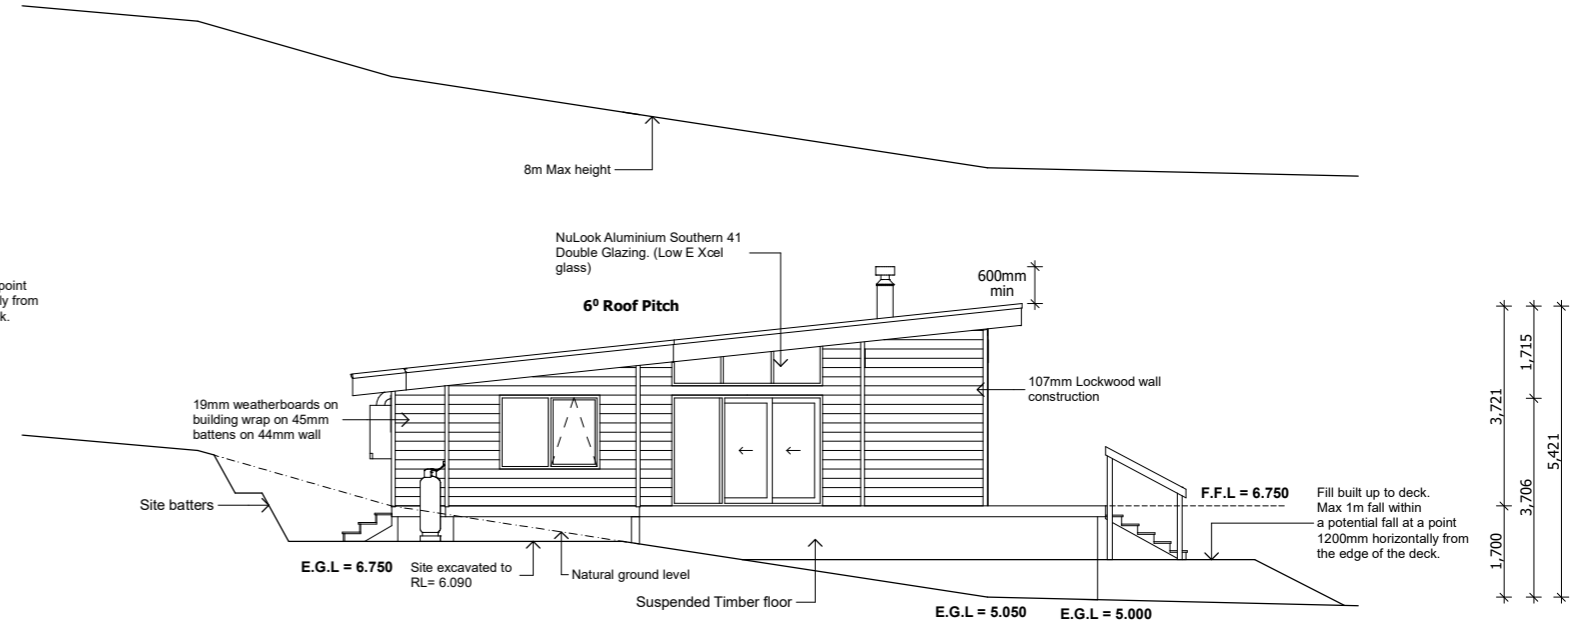 8m Max height
NuLook Aluminium Southern 41
Double Glazing. (Low E Xcel
glass)
6⁰ Roof Pitch
600mm
min
point
ly from
k.
19mm weatherboards on
building wrap on 45mm
battens on 44mm wall
107mm Lockwood wall
construction
Site batters
F.F.L = 6.750
Fill built up to deck.
Max 1m fall within
a potential fall at a point
1200mm horizontally from
the edge of the deck.
E.G.L = 6.750
Site excavated to
RL= 6.090
Natural ground level
Suspended Timber floor
E.G.L = 5.050
E.G.L = 5.000
3,721
1,700
1,715
3,706
5,421